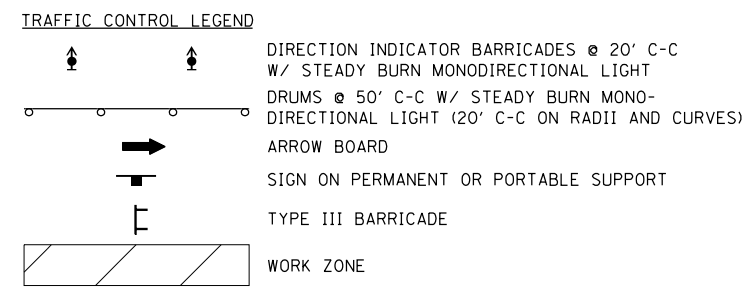 TRAFFIC CONTROL LEGEND
DIRECTION INDICATOR BARRICADES @ 20' C-C
W/ STEADY BURN MONODIRECTIONAL LIGHT
DRUMS @ 50' C-C W/ STEADY BURN MONO-
DIRECTIONAL LIGHT (20' C-C ON RADII AND CURVES)
ARROW BOARD
SIGN ON PERMANENT OR PORTABLE SUPPORT
TYPE III BARRICADE
WORK ZONE